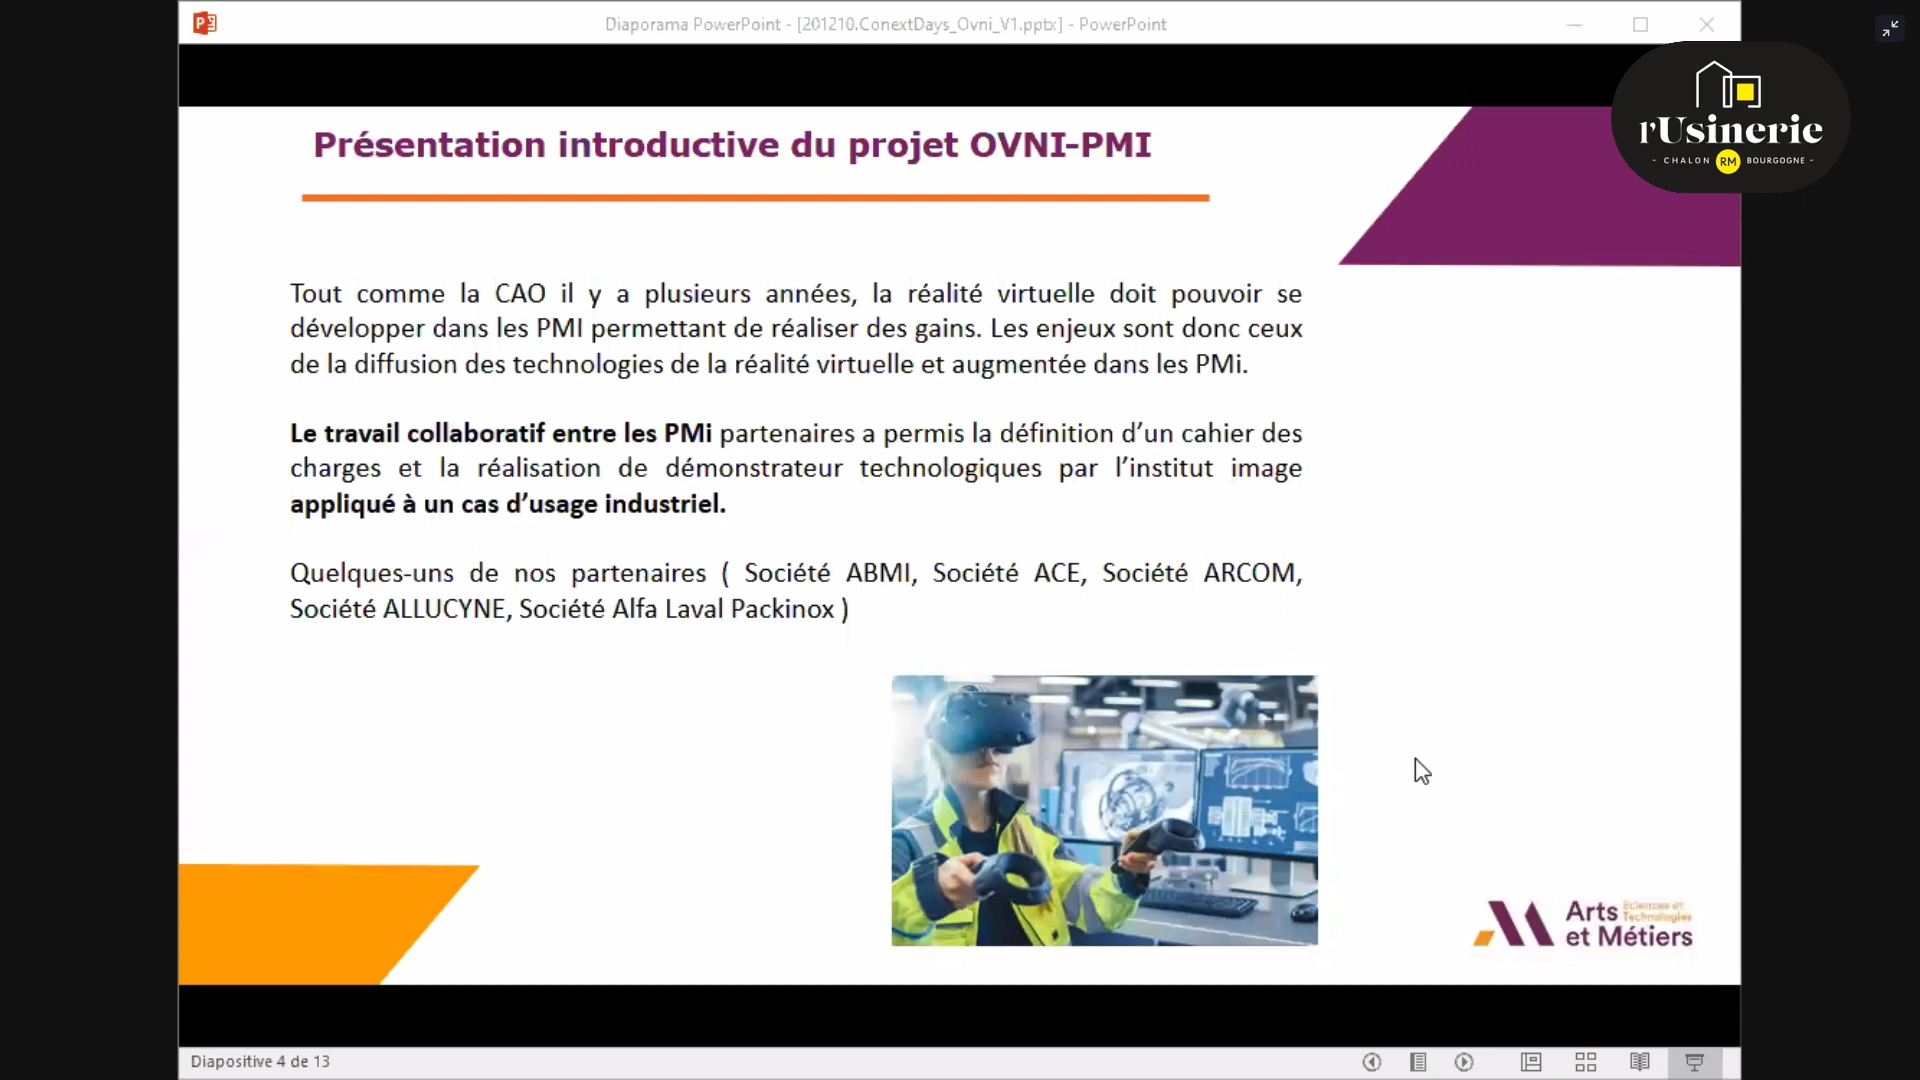 Diaporama PowerPoint - [201210.ConextDays_Ovni_V1.pptx] - PowerPoint
l'Usinerie
- CHALON RM BOURGOGNE -
Présentation introductive du projet OVNI-PMI
Tout comme la CAO il y a plusieurs années, la réalité virtuelle doit pouvoir se
développer dans les PMI permettant de réaliser des gains. Les enjeux sont donc ceux
de la diffusion des technologies de la réalité virtuelle et augmentée dans les PMi.
Le travail collaboratif entre les PMi partenaires a permis la définition d’un cahier des
charges et la réalisation de démonstrateur technologiques par l’institut image
appliqué à un cas d’usage industriel.
Quelques-uns de nos partenaires ( Société ABMI, Société ACE, Société ARCOM,
Société ALLUCYNE, Société Alfa Laval Packinox )
Arts Sciences et
Technologies
et Métiers
Diapositive 4 de 13